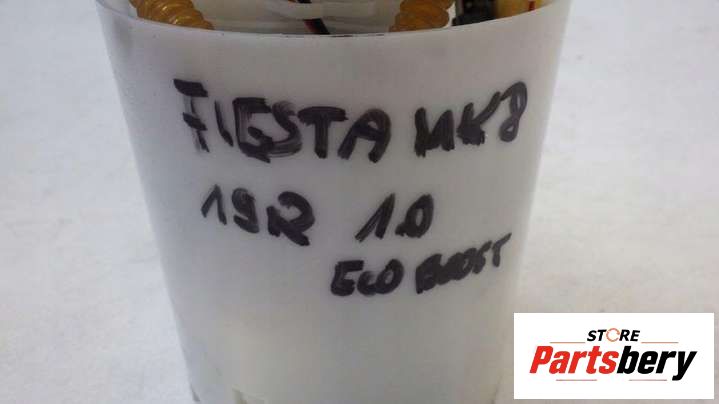 FIESTA MK8
19R 1.0
ECO BOOST
STORE
Partsbery